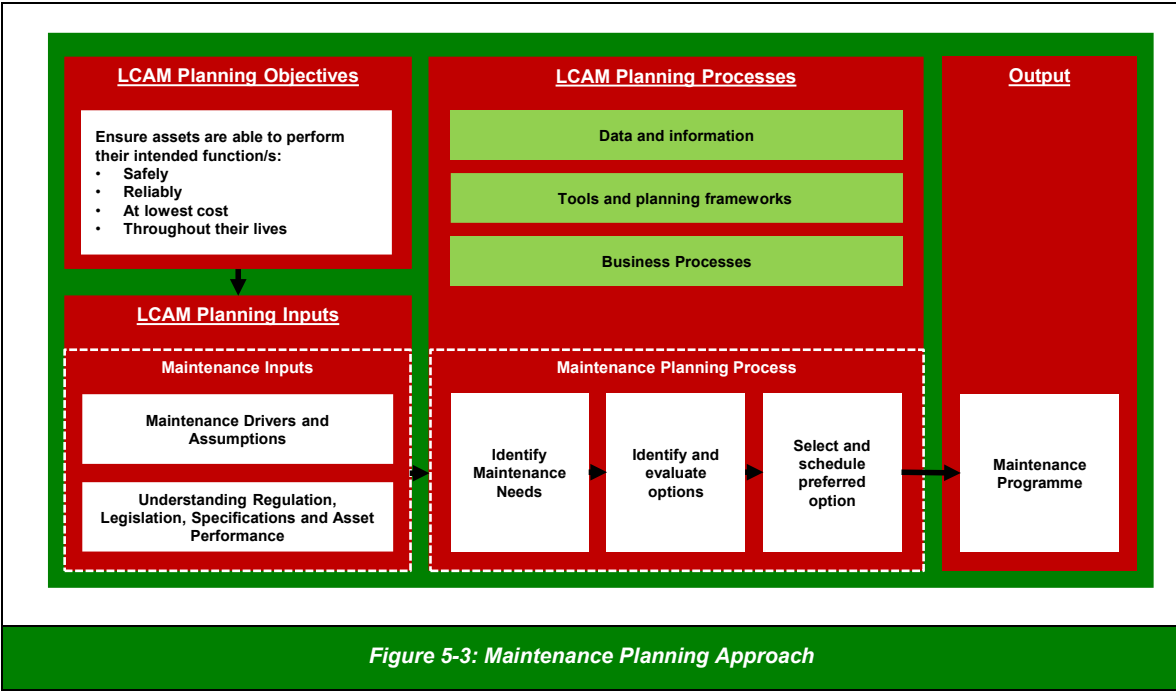 LCAM Planning Objectives
Ensure assets are able to perform
their intended function/s:
• Safely
• Reliably
• At lowest cost
• Throughout their lives
LCAM Planning Inputs
Maintenance Inputs
Maintenance Drivers and
Assumptions
Understanding Regulation,
Legislation, Specifications and Asset
Performance
LCAM Planning Processes
Data and information
Tools and planning frameworks
Business Processes
Maintenance Planning Process
Identify
Maintenance
Needs
Identify and
evaluate
options
Select and
schedule
preferred
option
Output
Maintenance
Programme
Figure 5-3: Maintenance Planning Approach